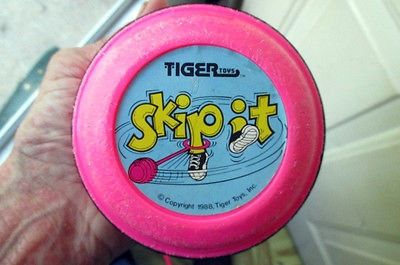 TIGER TOYS
Skip it
© Copyright 1988, Tiger Toys, Inc.